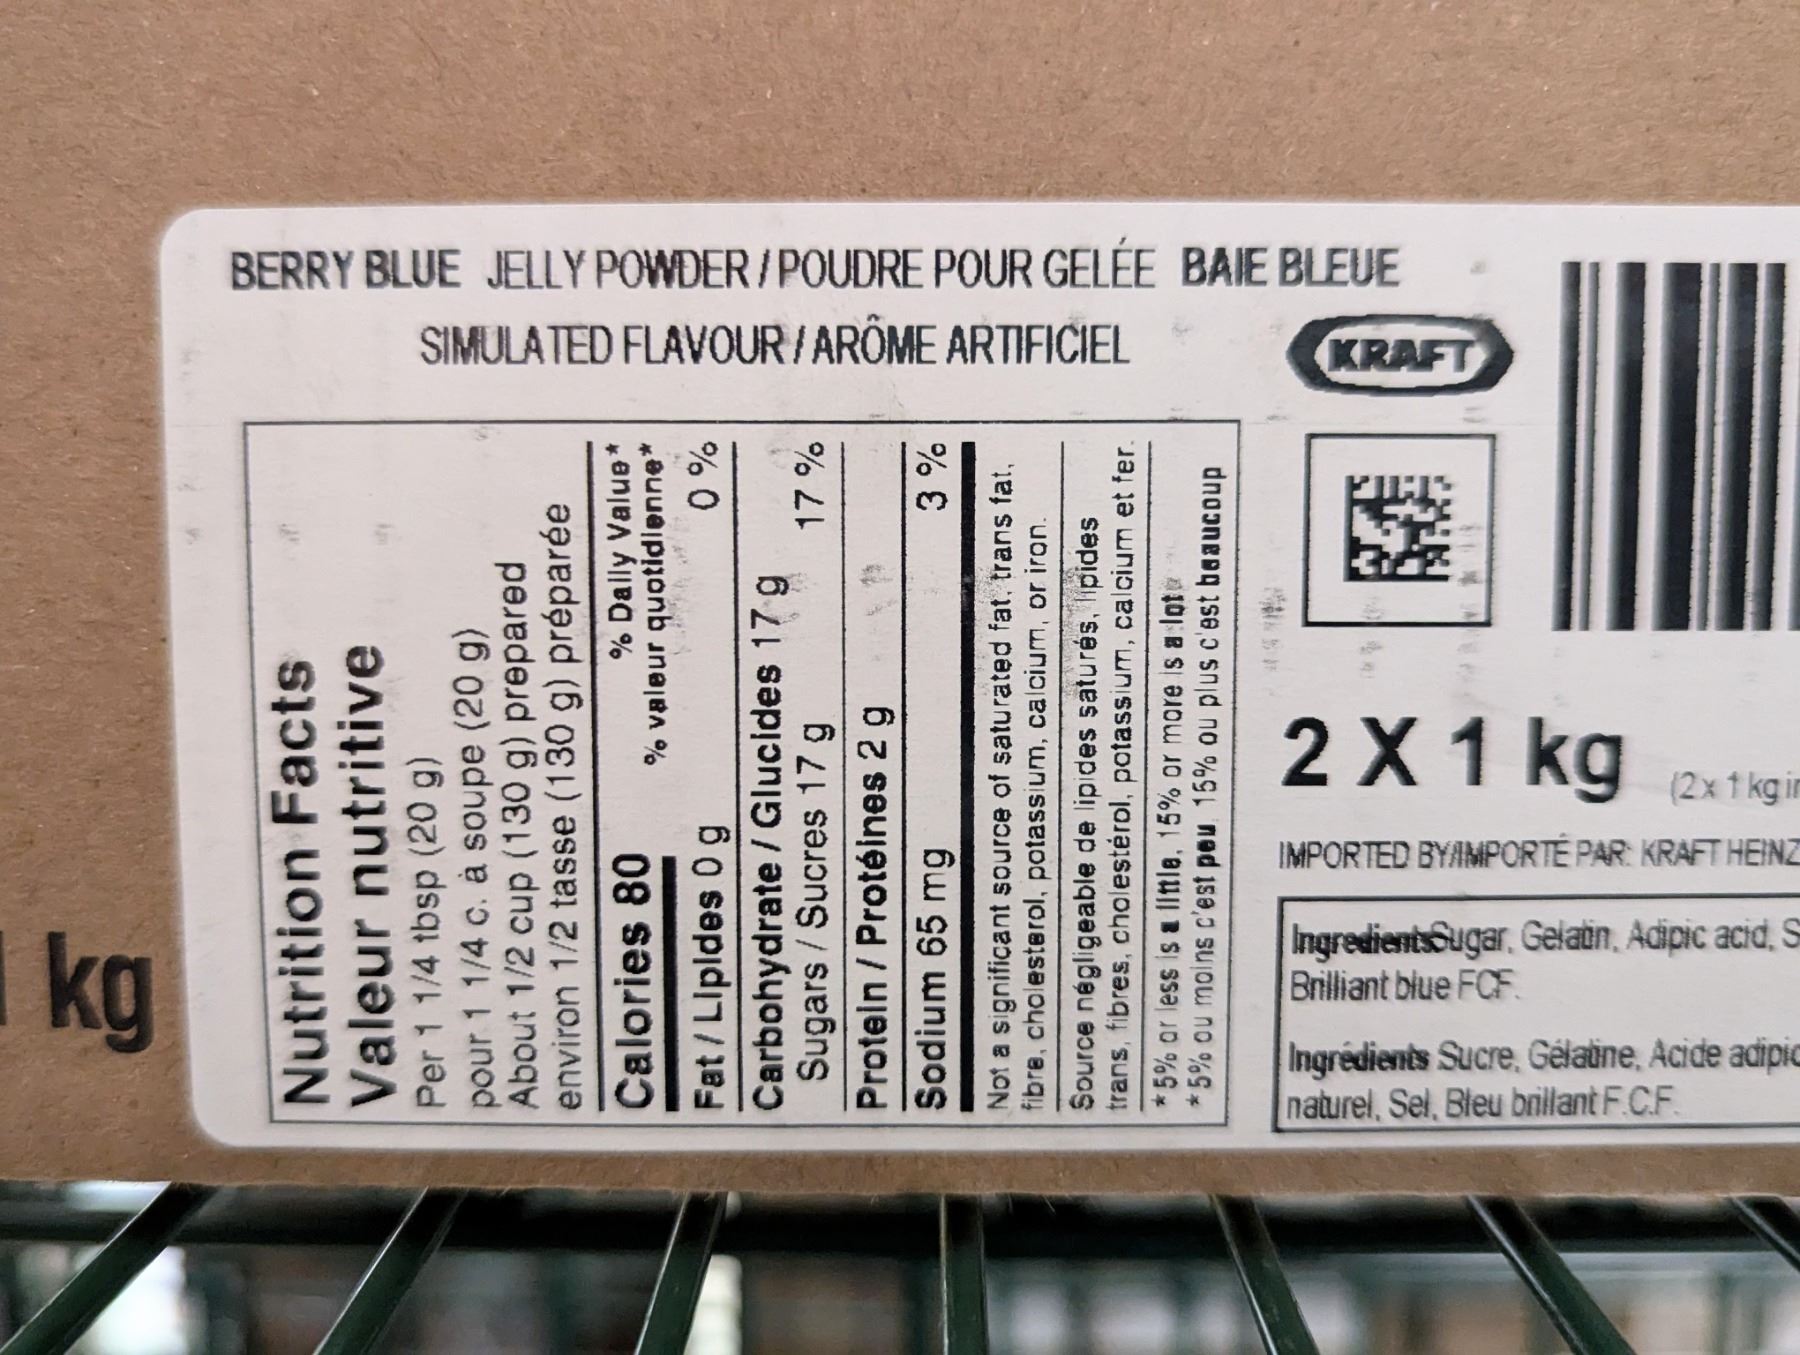 kg
BERRY BLUE JELLY POWDER / POUDRE POUR GELÉE BAIE BLEUE
SIMULATED FLAVOUR / ARÔME ARTIFICIEL
KRAFT
Nutrition Facts
Valeur nutritive
Per 1 1/4 tbsp (20 g)
pour 1 1/4 c. à soupe (20 g)
About 1/2 cup (130 g) prepared
environ 1/2 tasse (130 g) préparée
% Daily Value*
Calories 80 % valeur quotidienne*
Fat / Lipides 0 g 0 %
Carbohydrate / Glucides 17 g
Sugars / Sucres 17 g 17 %
Protein / Protéines 2 g
Sodium 65 mg 3 %
Not a significant source of saturated fat, trans fat,
fibre, cholesterol, potassium, calcium, or iron.
Source négligeable de lipides saturés, lipides
trans, fibres, cholestérol, potassium, calcium et fer.
*5% or less is a little, 15% or more is a lot
*5% ou moins c'est peu 15% ou plus c'est beaucoup
2 X 1 kg (2 x 1 kg
IMPORTED BY/IMPORTÉ PAR: KRAFT HEINZ
Ingredients Sugar, Gelatin, Adipic acid,
Brilliant blue FCF.
Ingrédients Sucre, Gélatine, Acide adipic
naturel, Sel, Bleu brillant F.C.F.